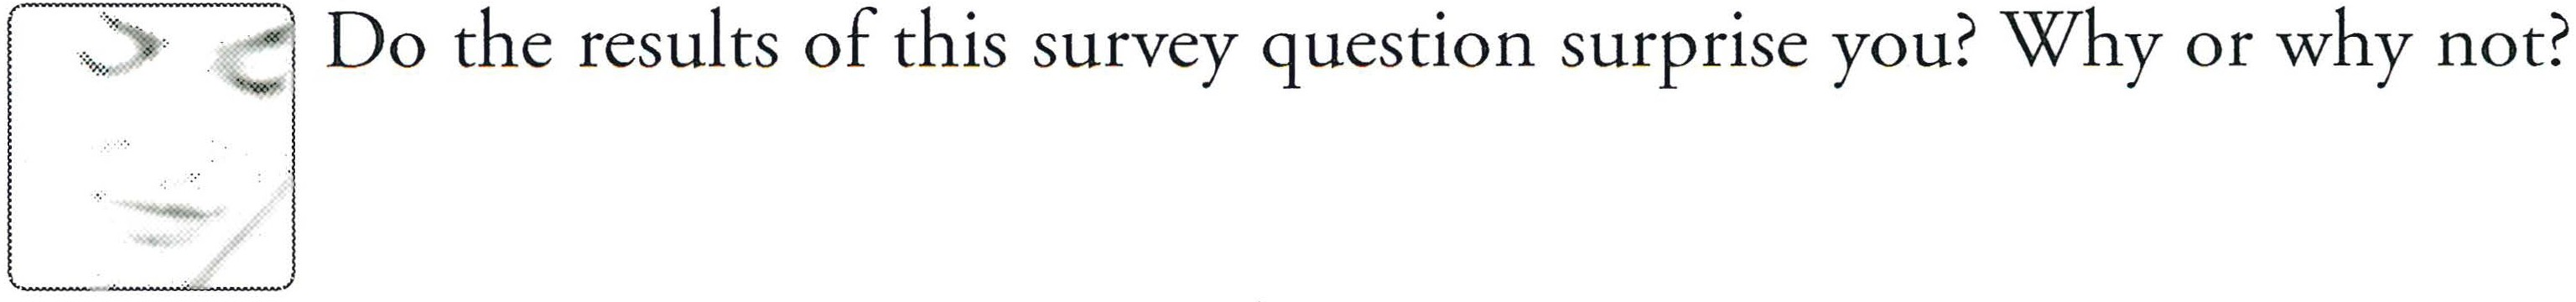 Do the results of this survey question surprise you? Why or why not?